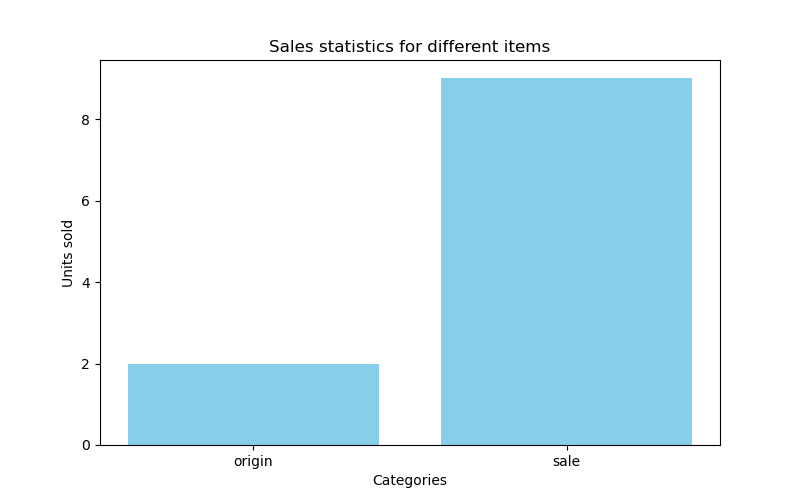 Sales statistics for different items
8
6
4
2
0
Units sold
origin
sale
Categories